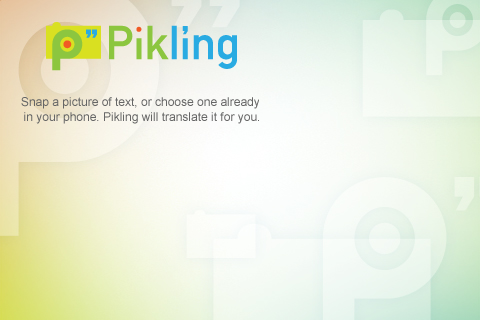 Pikling
Snap a picture of text, or choose one already
in your phone. Pikling will translate it for you.